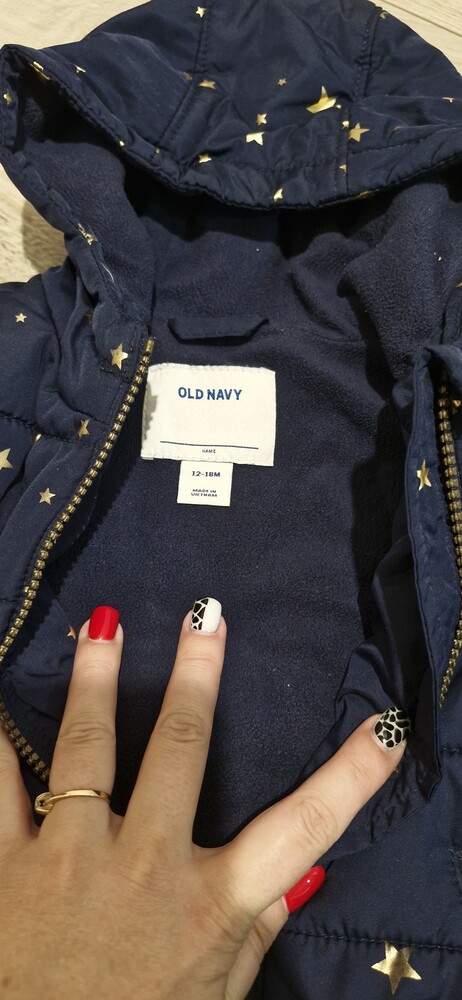 OLD NAVY
NAME
12-18M
MADE IN
VIETNAM